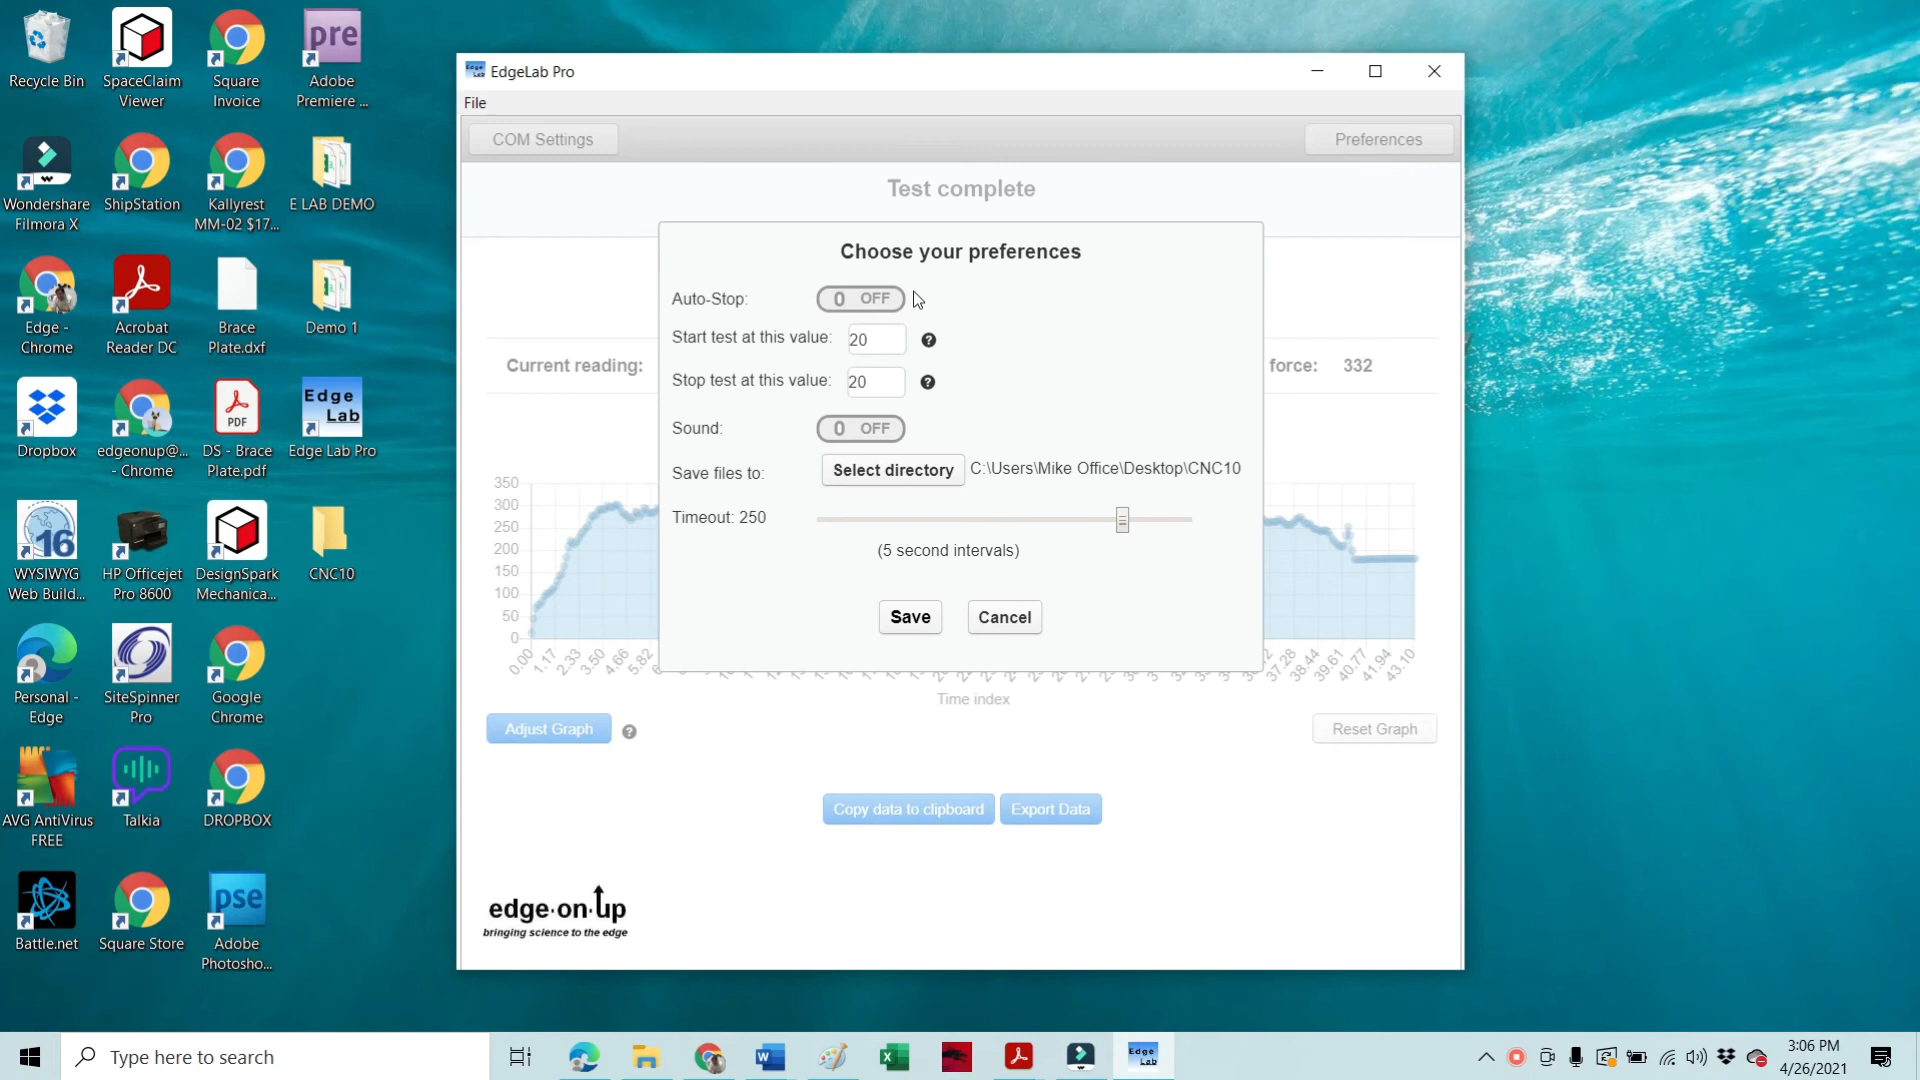 Recycle Bin
SpaceClaim
Viewer
Square
Invoice
pre
Adobe
Premiere ...
Wondershare
Filmora X
ShipStation
Kallyrest
MM-02 $17...
E LAB DEMO
Edge -
Chrome
Acrobat
Reader DC
Brace
Plate.dxf
Demo 1
Dropbox
edgeonup@...
- Chrome
PDF
DS - Brace
Plate.pdf
Edge
Lab
Edge Lab Pro
16
WYSIWYG
Web Build...
HP Officejet
Pro 8600
DesignSpark
Mechanica...
CNC10
Personal -
Edge
SiteSpinner
Pro
Google
Chrome
AVG AntiVirus
FREE
Talkia
DROPBOX
Battle.net
Square Store
pse
Adobe
Photosho...
EdgeLab Pro
File
COM Settings
Preferences
Test complete
Choose your preferences
Auto-Stop:
0 OFF
Start test at this value:
20
?
Stop test at this value:
20
?
Sound:
0 OFF
Save files to:
Select directory
C:\Users\Mike Office\Desktop\CNC10
Timeout: 250
(5 second intervals)
Save
Cancel
Current reading:
force: 332
350
300
250
200
150
100
50
0
0.00 1.17 2.33 3.50 4.66 5.82
37.28 38.44 39.61 40.77 41.94 43.10
Time index
Adjust Graph
?
Reset Graph
Copy data to clipboard
Export Data
edge·on·up
bringing science to the edge
Type here to search
Edge
Lab
3:06 PM
4/26/2021